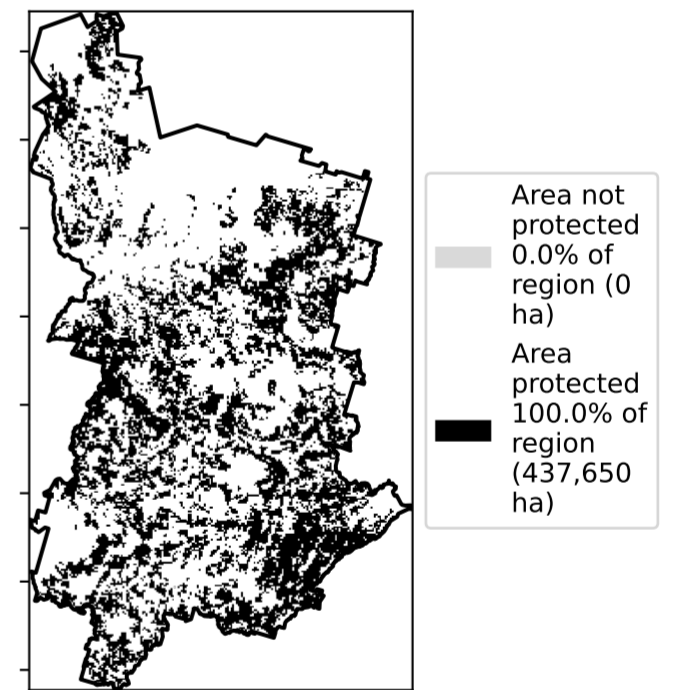 Area not
protected
0.0% of
region (0
ha)
Area
protected
100.0% of
region
(437,650
ha)